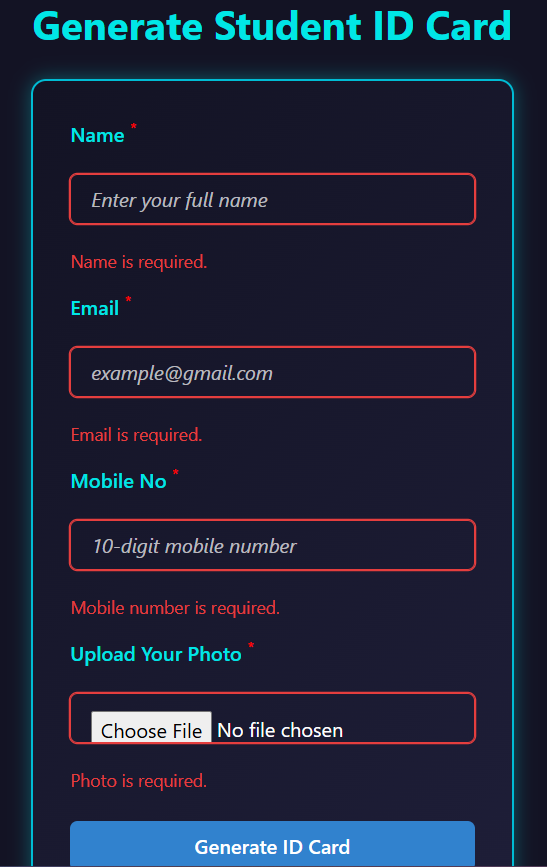 Generate Student ID Card
Name *
Enter your full name
Name is required.
Email *
example@gmail.com
Email is required.
Mobile No *
10-digit mobile number
Mobile number is required.
Upload Your Photo *
Choose File No file chosen
Photo is required.
Generate ID Card